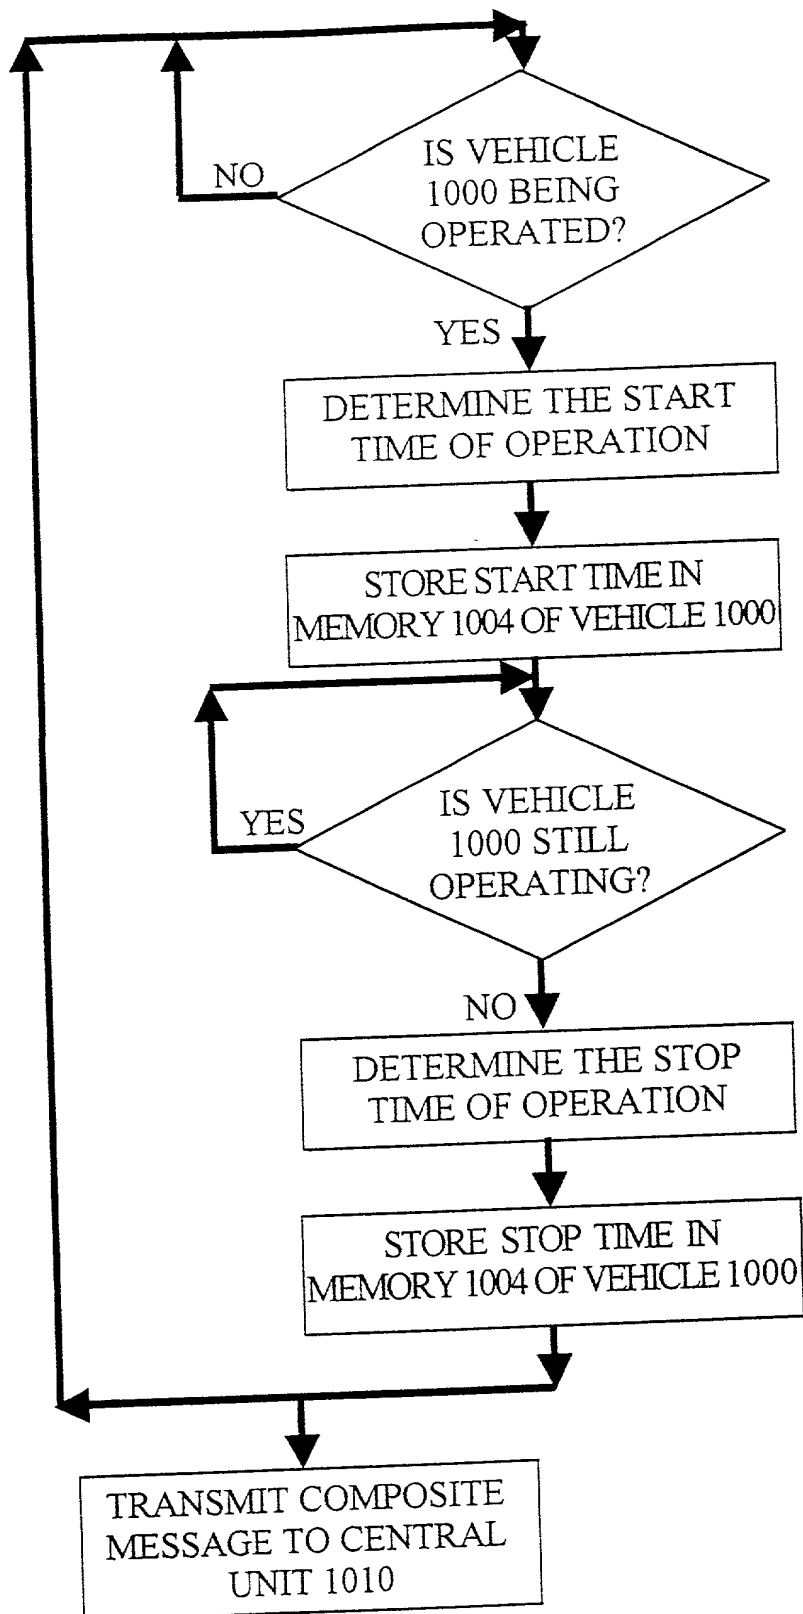 IS VEHICLE
1000 BEING
OPERATED?
NO
YES
DETERMINE THE START
TIME OF OPERATION
STORE START TIME IN
MEMORY 1004 OF VEHICLE 1000
IS VEHICLE
1000 STILL
OPERATING?
YES
NO
DETERMINE THE STOP
TIME OF OPERATION
STORE STOP TIME IN
MEMORY 1004 OF VEHICLE 1000
TRANSMIT COMPOSITE
MESSAGE TO CENTRAL
UNIT 1010